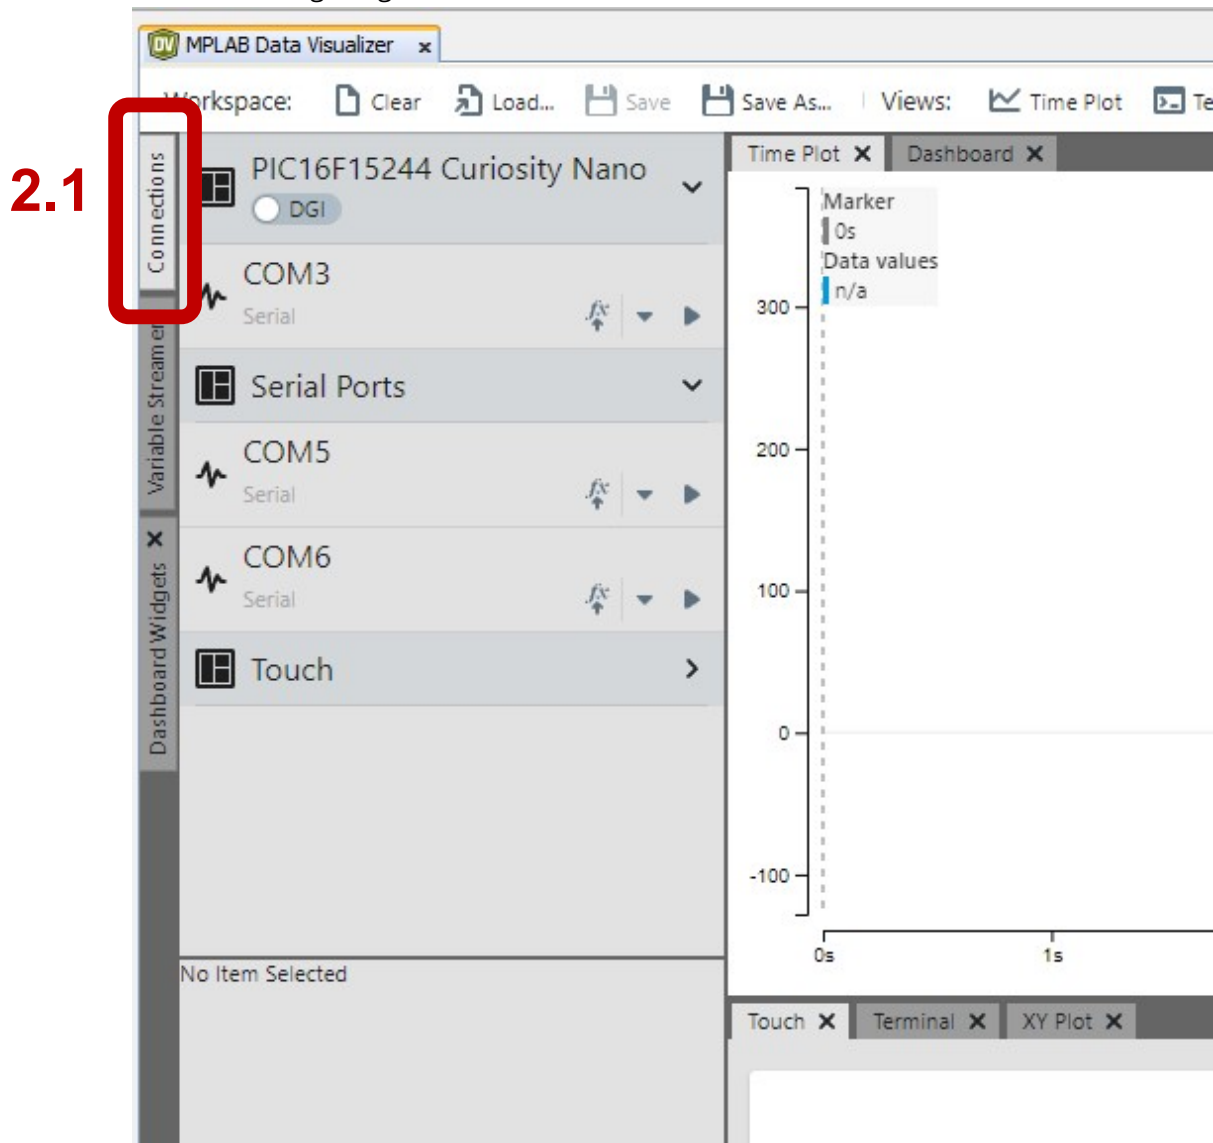 MPLAB Data Visualizer x
Workspace: Clear Load... Save Save As... Views: Time Plot
2.1
Connections
Variable Streamer
Dashboard Widgets
PIC16F15244 Curiosity Nano
DGI
COM3
Serial
Serial Ports
COM5
Serial
COM6
Serial
Touch
No Item Selected
Time Plot Dashboard
Marker
0s
Data values
n/a
300
200
100
0
-100
0s 1s
Touch Terminal XY Plot